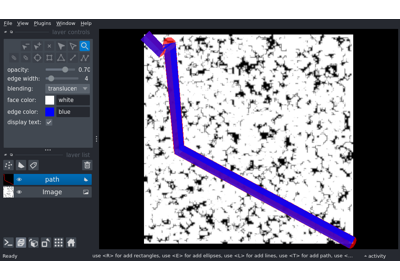 File View Plugins Window Help
layer controls
opacity: 0.70
edge width: 4
blending: translucen
face color: white
edge color: blue
display text:
layer list
path
Image
Ready use <R> for add rectangles, use <E> for add ellipses, use <L> for add lines, use <T> for add path, use <... activity